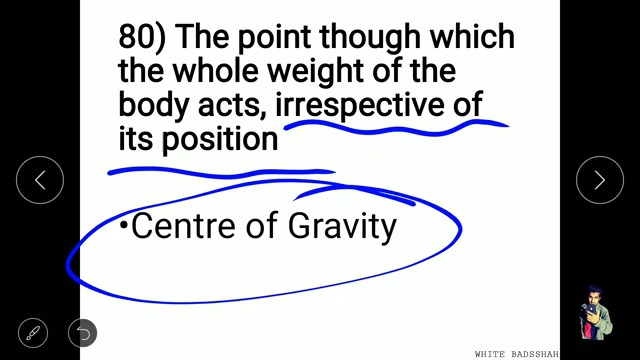 80) The point though which
the whole weight of the
body acts, irrespective of
its position
•Centre of Gravity
WHITE BADSSHAH